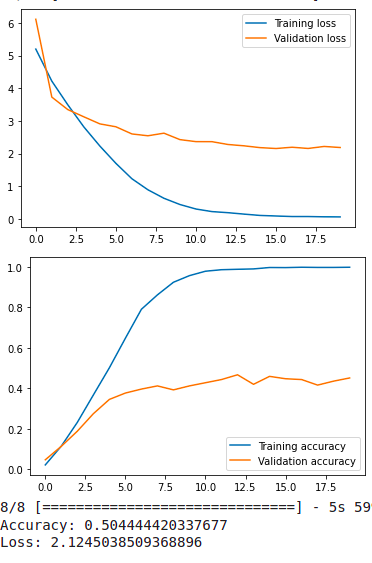 6
5
4
3
2
1
0
Training loss
Validation loss
0.0 2.5 5.0 7.5 10.0 12.5 15.0 17.5
1.0
0.8
0.6
0.4
0.2
0.0
Training accuracy
Validation accuracy
0.0 2.5 5.0 7.5 10.0 12.5 15.0 17.5
8/8 [==============================] - 5s 59
Accuracy: 0.504444420337677
Loss: 2.1245038509368896